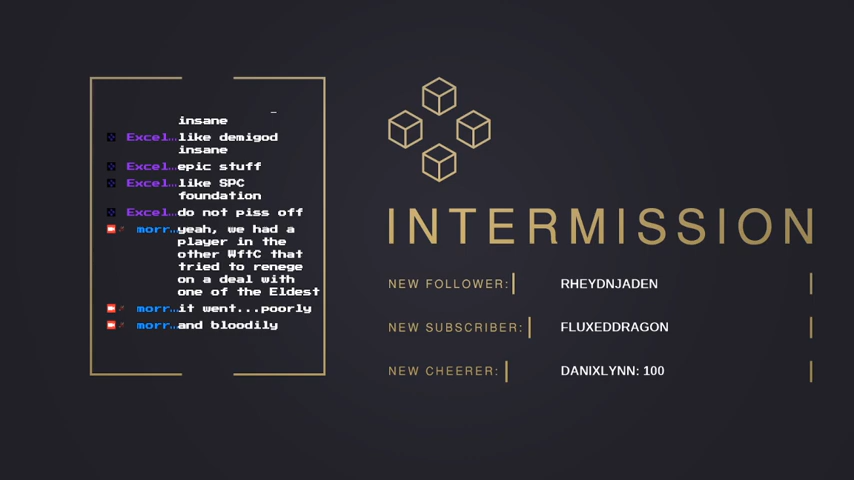 insane
Excel…like demigod
insane
Excel…epic stuff
Excel…like SPC
foundation
Excel…do not piss off
morr…yeah, we had a
player in the
other WftC that
tried to renege
on a deal with
one of the Eldest
morr…it went...poorly
morr…and bloodily
INTERMISSION
NEW FOLLOWER: RHEYDNJADEN
NEW SUBSCRIBER: FLUXEDDRAGON
NEW CHEERER: DANIXLYNN: 100